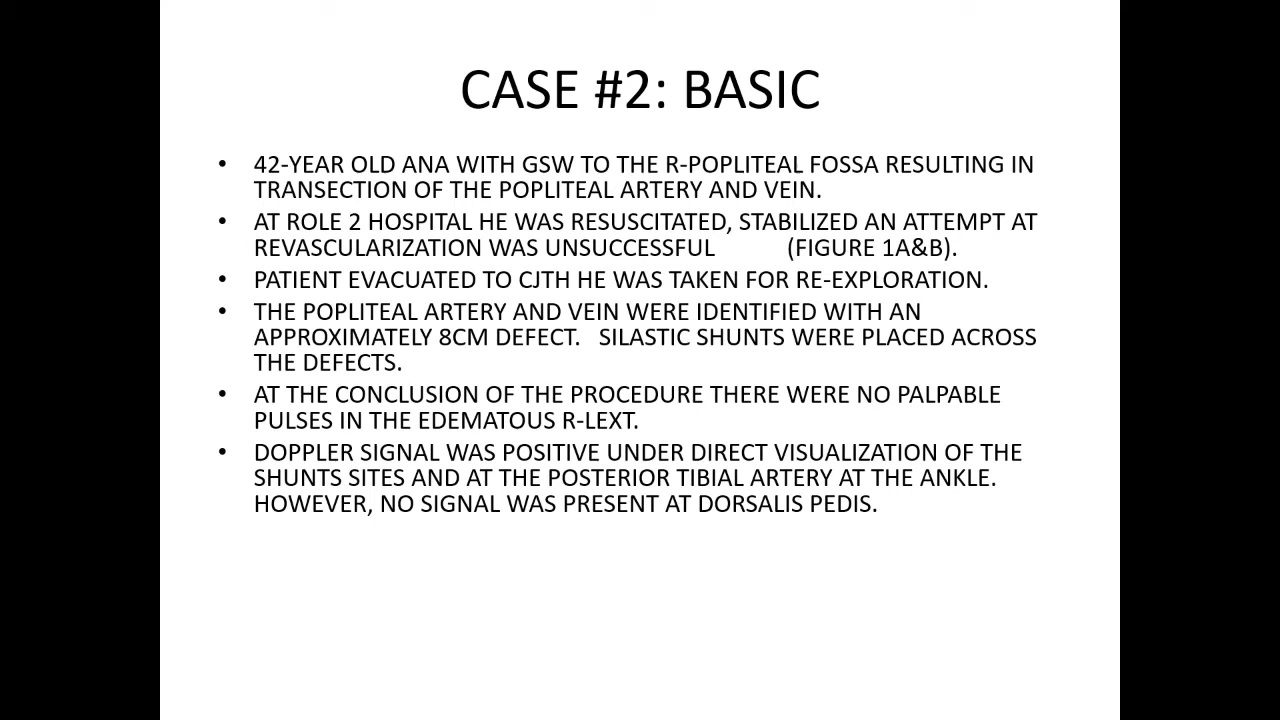 CASE #2: BASIC
• 42-YEAR OLD ANA WITH GSW TO THE R-POPLITEAL FOSSA RESULTING IN
TRANSECTION OF THE POPLITEAL ARTERY AND VEIN.
• AT ROLE 2 HOSPITAL HE WAS RESUSCITATED, STABILIZED AN ATTEMPT AT
REVASCULARIZATION WAS UNSUCCESSFUL (FIGURE 1A&B).
• PATIENT EVACUATED TO CJTH HE WAS TAKEN FOR RE-EXPLORATION.
• THE POPLITEAL ARTERY AND VEIN WERE IDENTIFIED WITH AN
APPROXIMATELY 8CM DEFECT. SILASTIC SHUNTS WERE PLACED ACROSS
THE DEFECTS.
• AT THE CONCLUSION OF THE PROCEDURE THERE WERE NO PALPABLE
PULSES IN THE EDEMATOUS R-LEXT.
• DOPPLER SIGNAL WAS POSITIVE UNDER DIRECT VISUALIZATION OF THE
SHUNTS SITES AND AT THE POSTERIOR TIBIAL ARTERY AT THE ANKLE.
HOWEVER, NO SIGNAL WAS PRESENT AT DORSALIS PEDIS.